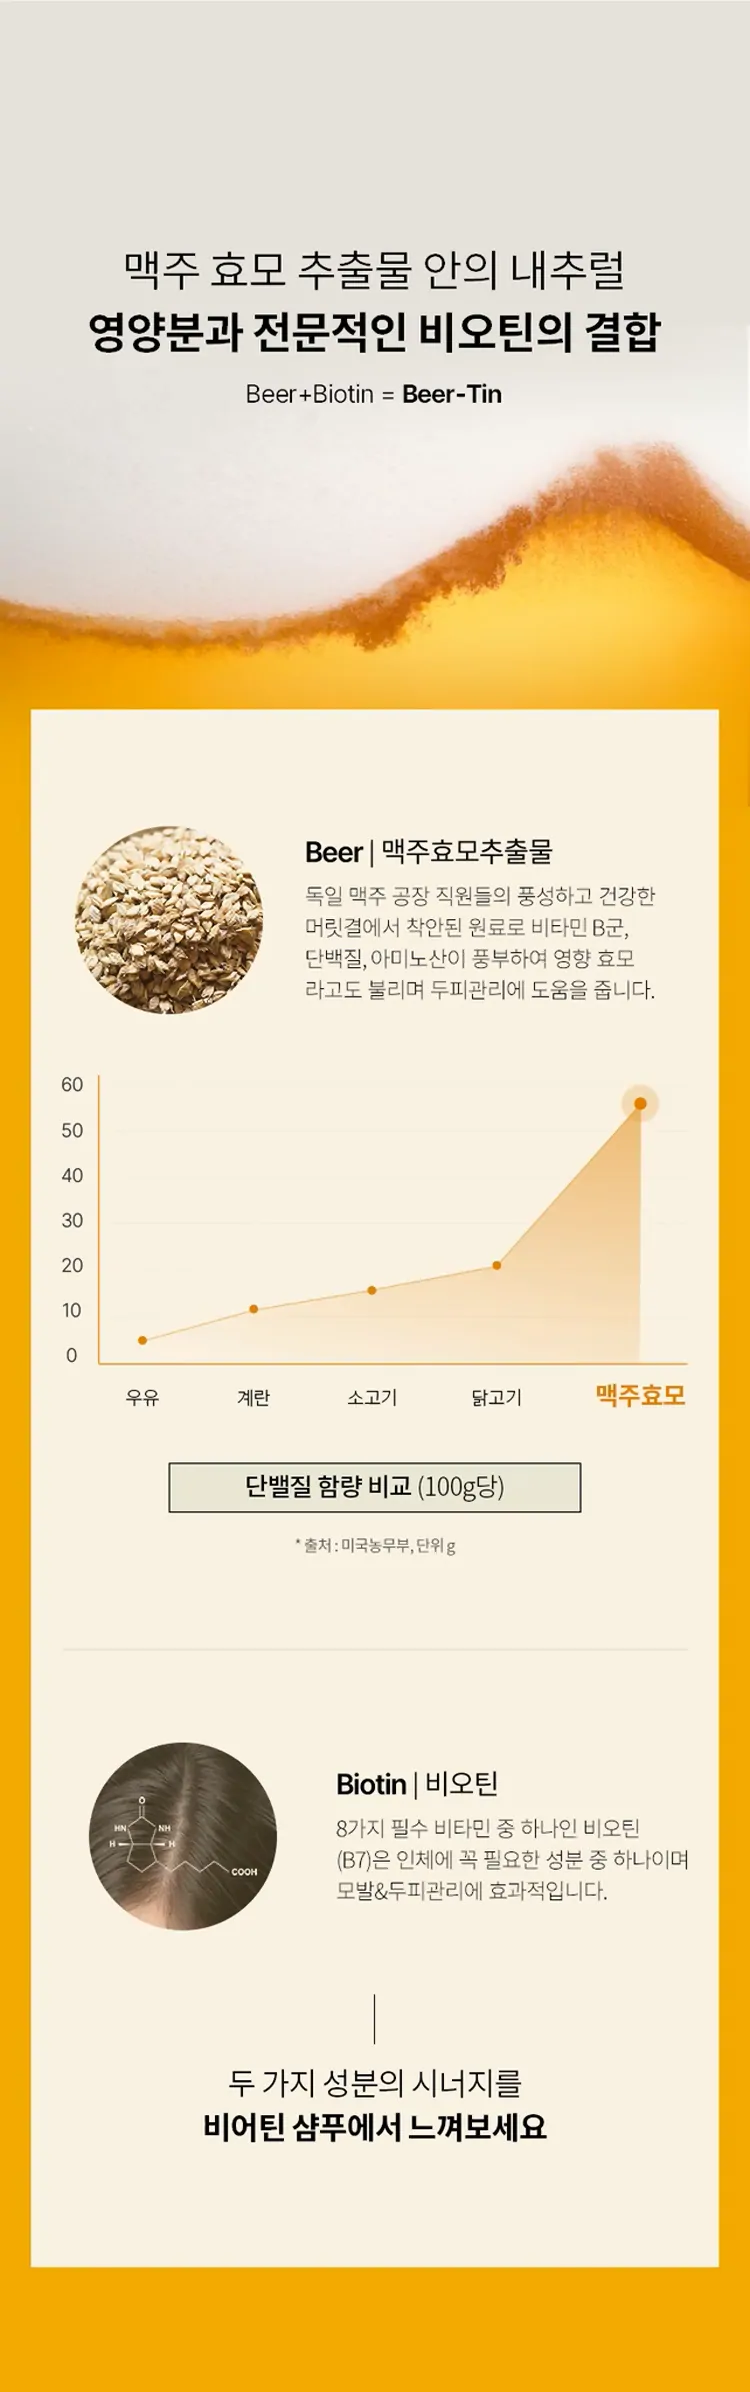 맥주 효모 추출물 안의 내추럴
영양분과 전문적인 비오틴의 결합
Beer+Biotin = Beer-Tin
Beer | 맥주효모추출물
독일 맥주 공장 직원들의 풍성하고 건강한
머릿결에서 착안된 원료로 비타민 B군,
단백질, 아미노산이 풍부하여 영향 효모
라고도 불리며 두피관리에 도움을 줍니다.
60
50
40
30
20
10
0
우유 계란 소고기 닭고기 맥주효모
단밸질 함량 비교 (100g당)
* 출처 : 미국농무부, 단위 g
Biotin | 비오틴
8가지 필수 비타민 중 하나인 비오틴
(B7)은 인체에 꼭 필요한 성분 중 하나이며
모발&두피관리에 효과적입니다.
O
HN NH
H H
COOH
두 가지 성분의 시너지를
비어틴 샴푸에서 느껴보세요